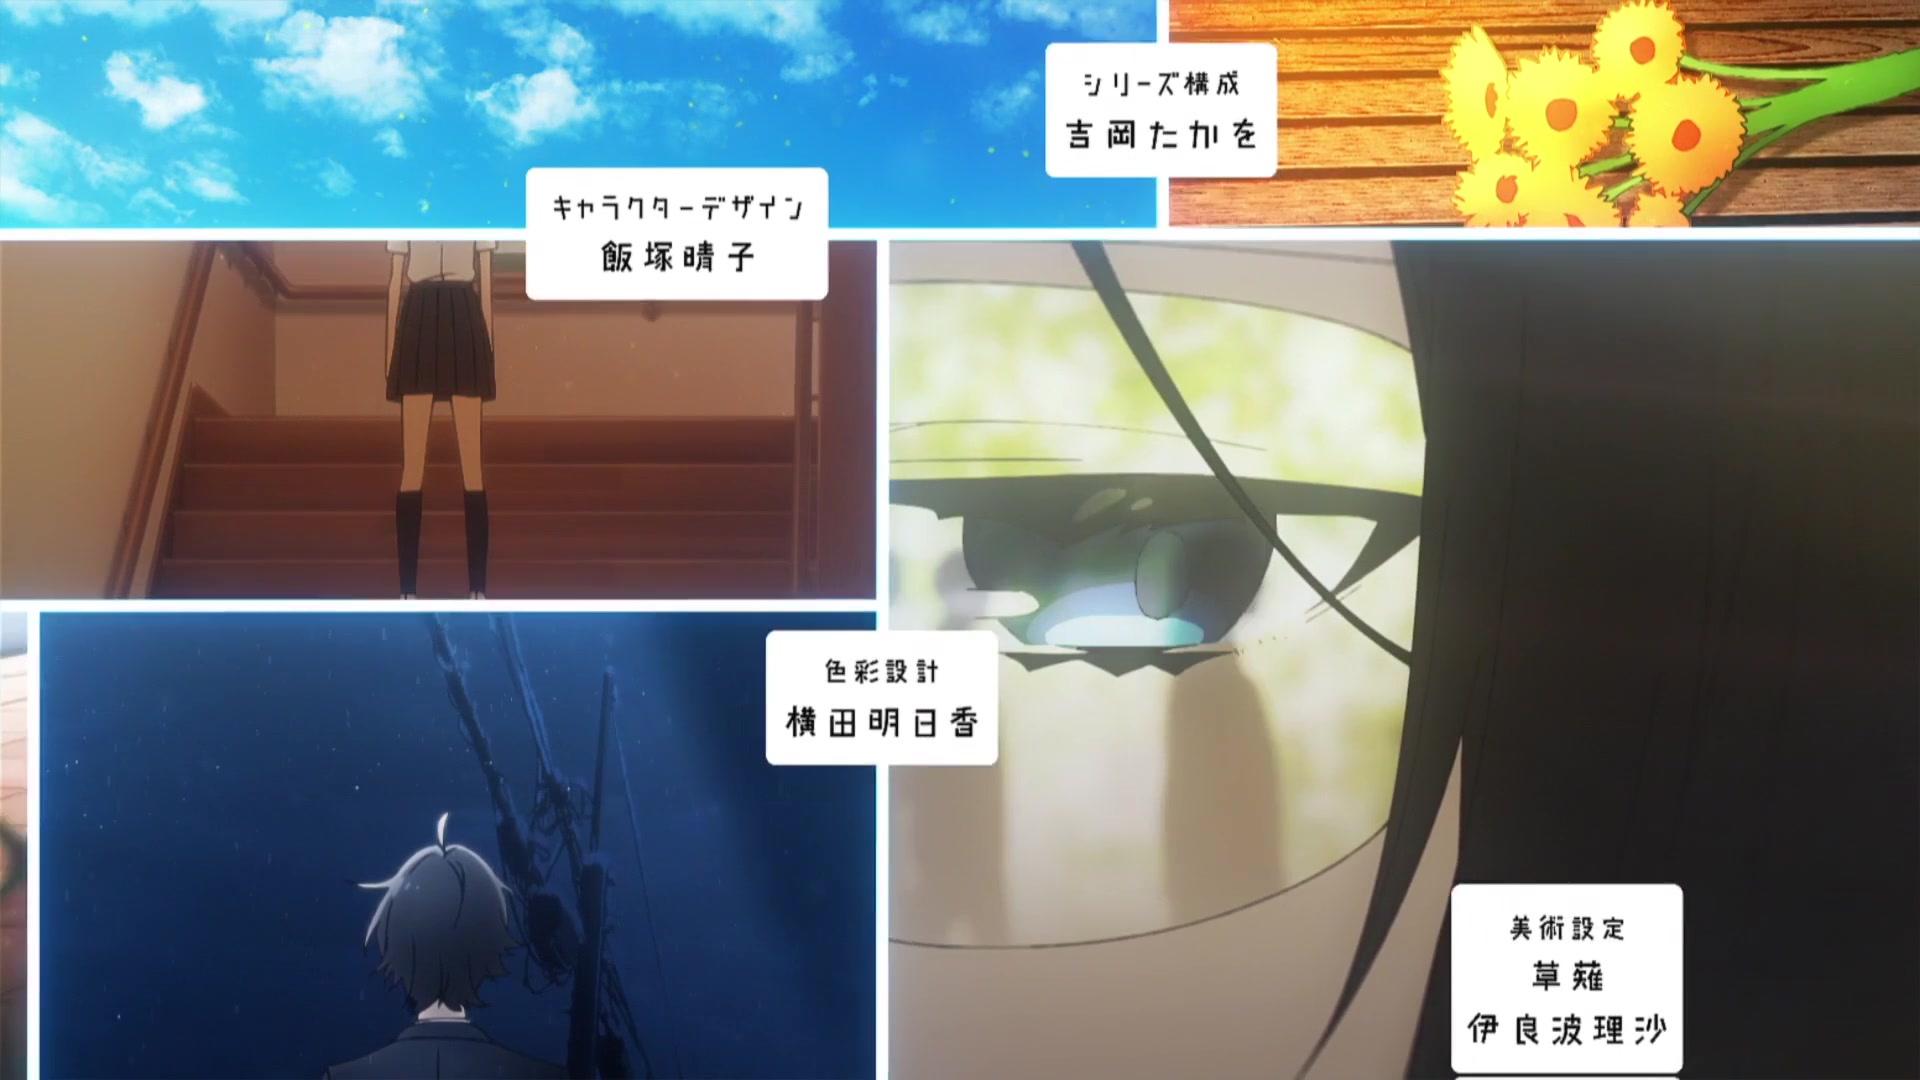 シリーズ構成
吉岡たかを
キャラクターデザイン
飯塚晴子
色彩設計
横田明日香
美術設定
草薙
伊良波理沙